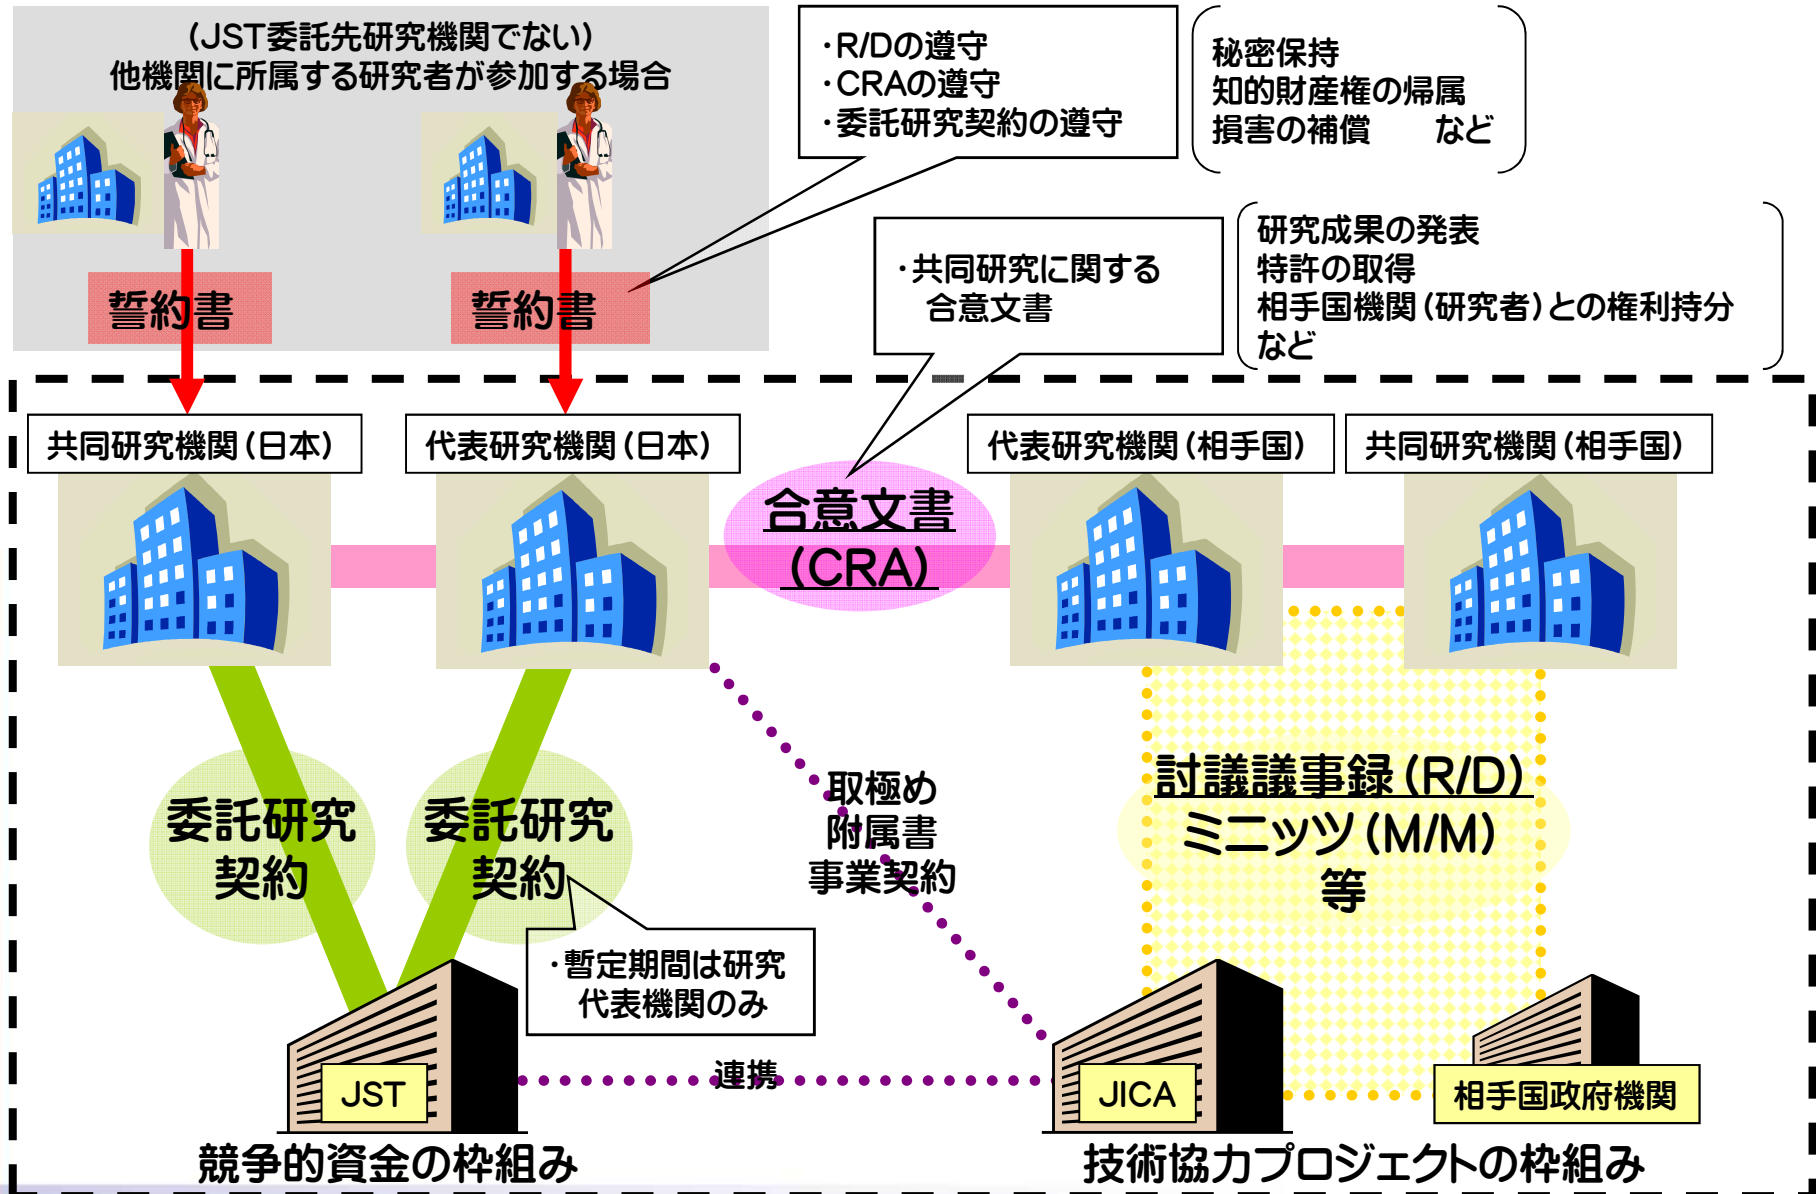 (JST委託先研究機関でない)
他機関に所属する研究者が参加する場合
・R/Dの遵守
・CRAの遵守
・委託研究契約の遵守
秘密保持
知的財産権の帰属
損害の補償 など
誓約書
誓約書
・共同研究に関する
合意文書
研究成果の発表
特許の取得
相手国機関(研究者)との権利持分
など
共同研究機関(日本)
代表研究機関(日本)
代表研究機関(相手国)
共同研究機関(相手国)
合意文書
(CRA)
委託研究
契約
委託研究
契約
取極め
附属書
事業契約
討議議事録(R/D)
ミニッツ(M/M)
等
・暫定期間は研究
代表機関のみ
連携
JST
JICA
相手国政府機関
競争的資金の枠組み
技術協力プロジェクトの枠組み